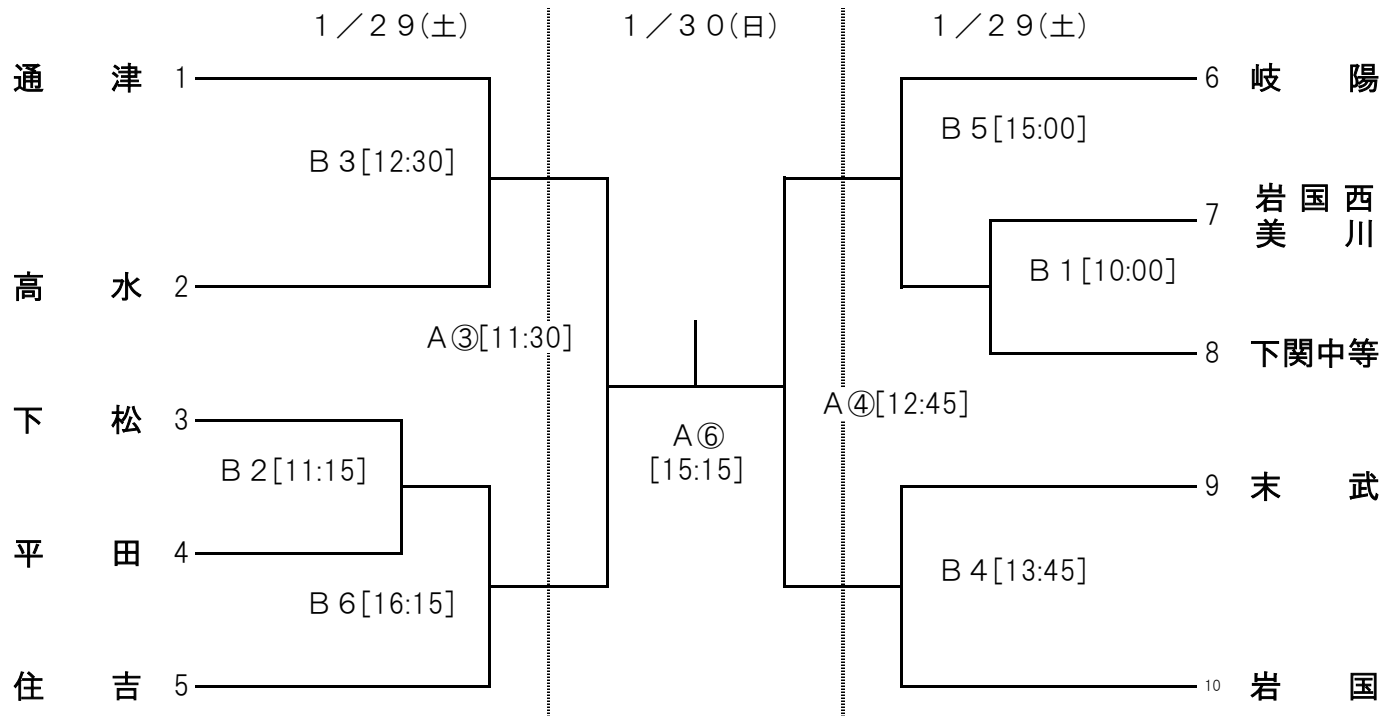 1／29(土)
1／30(日)
1／29(土)
通津 1
6 岐陽
B5[15:00]
B3[12:30]
7 岩国西
美川
B1[10:00]
高水 2
A③[11:30]
8 下関中等
A④[12:45]
下松 3
A⑥
[15:15]
B2[11:15]
9 末武
平田 4
B4[13:45]
B6[16:15]
住吉 5
10 岩国